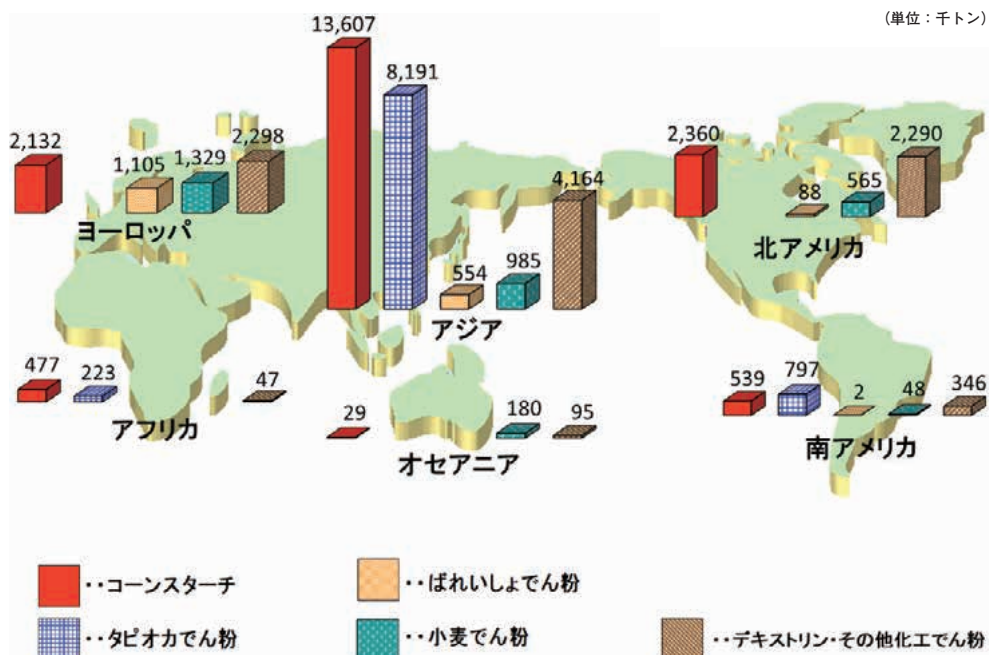 (単位：千トン)
13,607
8,191
2,132
1,105
1,329
2,298
4,164
554
985
2,360
88
565
2,290
ヨーロッパ
アジア
北アメリカ
477
223
47
アフリカ
29
180
95
オセアニア
539
797
2
48
346
南アメリカ
‥コーンスターチ
‥ばれいしょでん粉
‥タピオカでん粉
‥小麦でん粉
‥デキストリン・その他化工でん粉